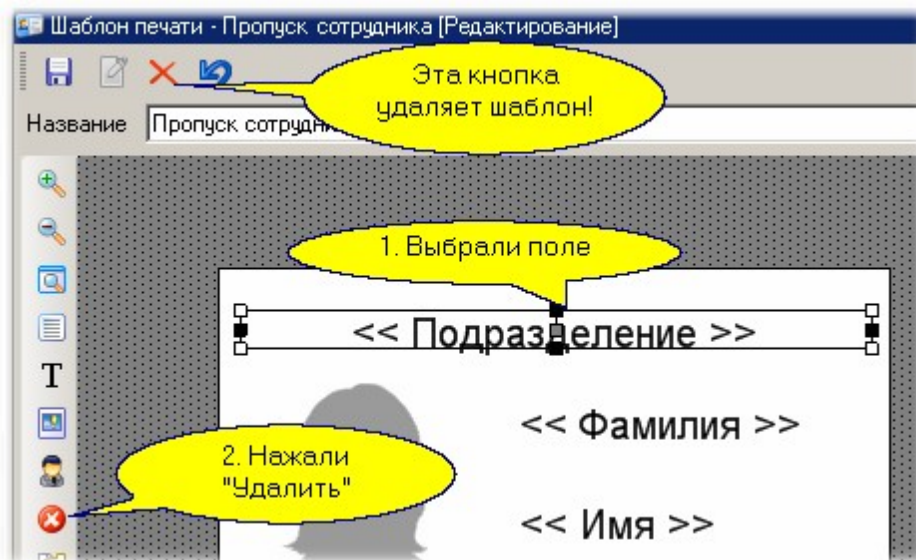 Шаблон печати - Пропуск сотрудника [Редактирование]
Эта кнопка
удаляет шаблон!
Название
Пропуск
1. Выбрали поле
<< Подразделение >>
T
<< Фамилия >>
2. Нажали
"Удалить"
<< Имя >>